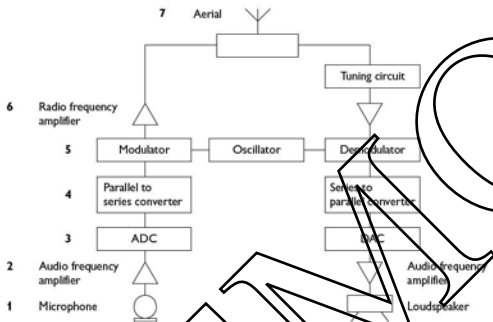 7 Aerial
Tuning circuit
6 Radio frequency
amplifier
5 Modulator Oscillator Demodulator
4 Parallel to
series converter
Series to
parallel converter
3 ADC DAC
2 Audio frequency
amplifier
Audio frequency
amplifier
1 Microphone Loudspeaker